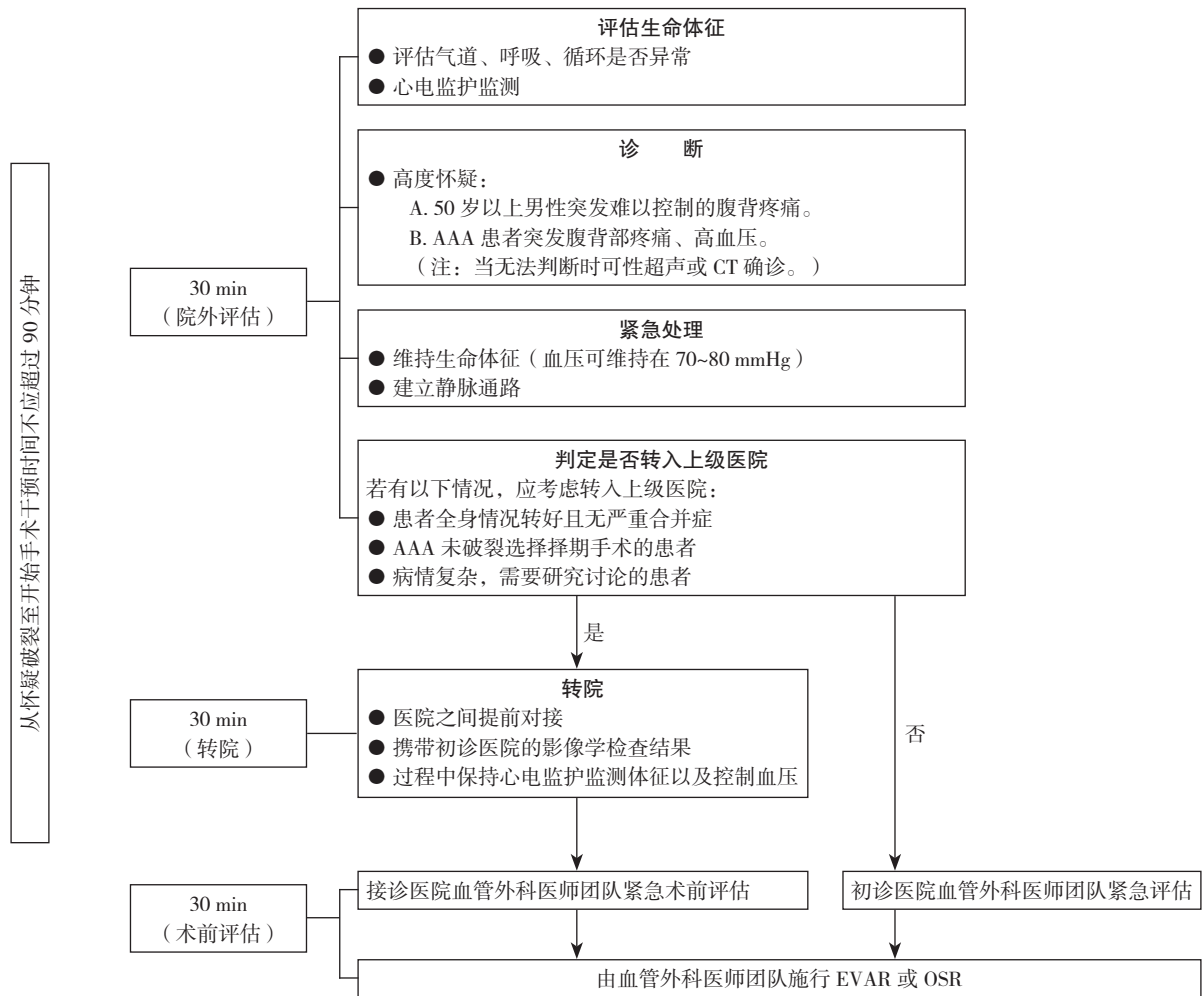 评估生命体征
● 评估气道、呼吸、循环是否异常
● 心电监护监测
诊 断
● 高度怀疑：
A. 50 岁以上男性突发难以控制的腹背疼痛。
B. AAA 患者突发腹背部疼痛、高血压。
（注：当无法判断时可性超声或 CT 确诊。）
30 min
（院外评估）
紧急处理
● 维持生命体征（血压可维持在 70~80 mmHg）
● 建立静脉通路
从怀疑破裂至开始手术干预时间不应超过 90 分钟
判定是否转入上级医院
若有以下情况，应考虑转入上级医院：
● 患者全身情况转好且无严重合并症
● AAA 未破裂选择择期手术的患者
● 病情复杂，需要研究讨论的患者
是
否
30 min
（转院）
转院
● 医院之间提前对接
● 携带初诊医院的影像学检查结果
● 过程中保持心电监护监测体征以及控制血压
30 min
（术前评估）
接诊医院血管外科医师团队紧急术前评估
初诊医院血管外科医师团队紧急评估
由血管外科医师团队施行 EVAR 或 OSR